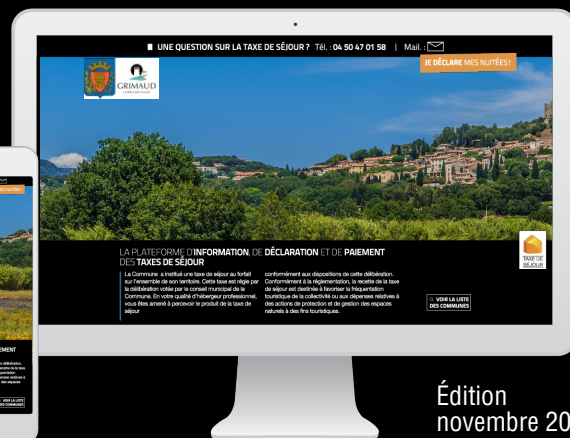 UNE QUESTION SUR LA TAXE DE SÉJOUR ? Tél. : 04 50 47 01 58 | Mail. :
JE DÉCLARE MES NUITÉES !
GRIMAUD
LA PLATEFORME D'INFORMATION, DE DÉCLARATION ET DE PAIEMENT
DES TAXES DE SÉJOUR
La Commune a institué une taxe de séjour au forfait
sur l'ensemble de son territoire. Cette taxe est régie par
la délibération votée par le conseil municipal de la
Commune. En votre qualité d'hébergeur professionnel,
vous êtes amené à percevoir le produit de la taxe de
séjour
conformément aux dispositions de cette délibération.
Conformément à la réglementation, la recette de la taxe
de séjour est destinée à favoriser la fréquentation
touristique de la collectivité ou aux dépenses relatives à
des actions de protection et de gestion des espaces
naturels à des fins touristiques.
TAXE DE
SÉJOUR
VOIR LA LISTE
DES COMMUNES
EMENT
VOIR LA LISTE
DES COMMUNES
Édition
novembre 20